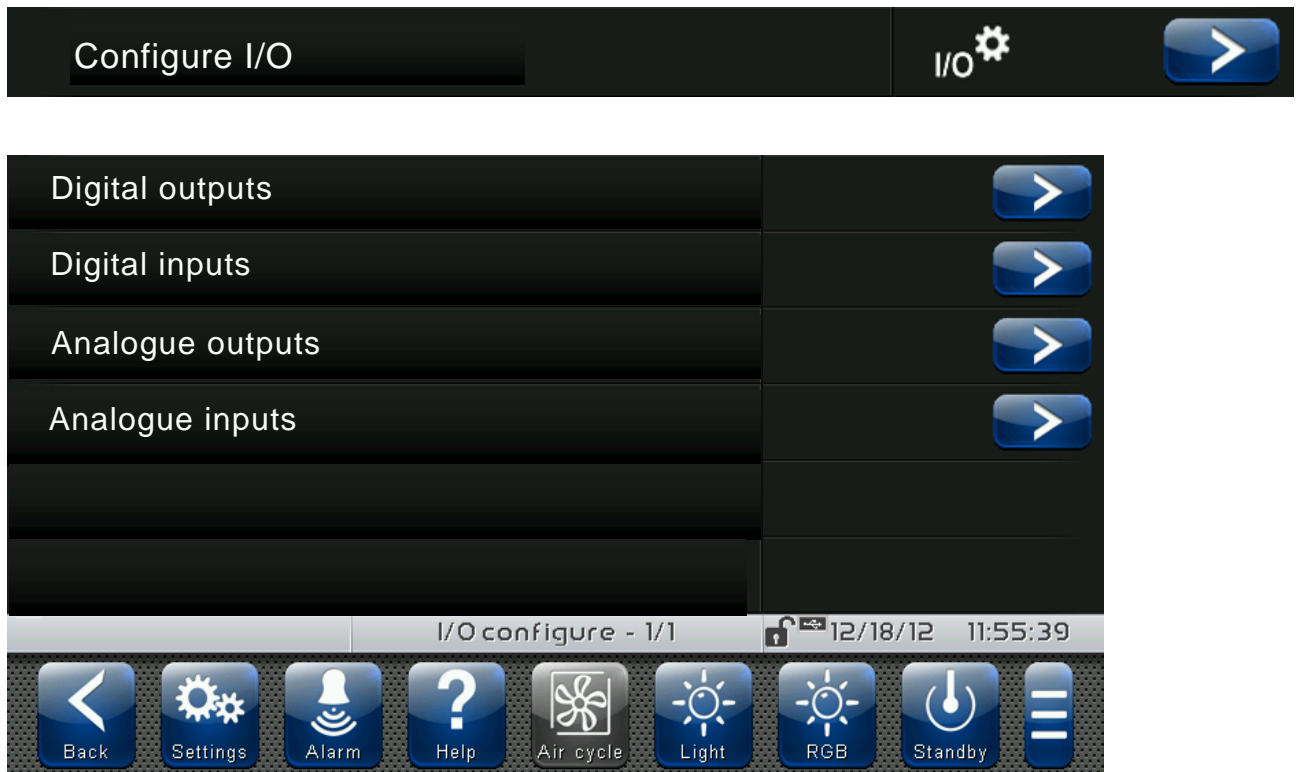 Configure I/O
I/O
Digital outputs
Digital inputs
Analogue outputs
Analogue inputs
I/O configure - 1/1 12/18/12 11:55:39
Back Settings Alarm Help Air cycle Light RGB Standby